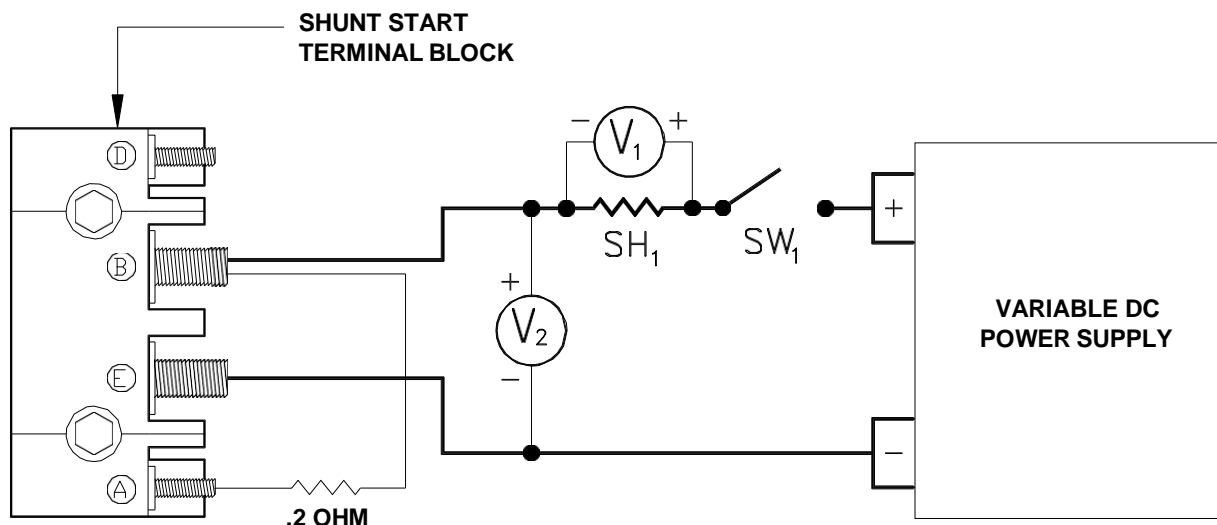 SHUNT START
TERMINAL BLOCK
D
B
E
A
- V1 +
SH1
SW1
+
V2
-
+
-
VARIABLE DC
POWER SUPPLY
.2 OHM